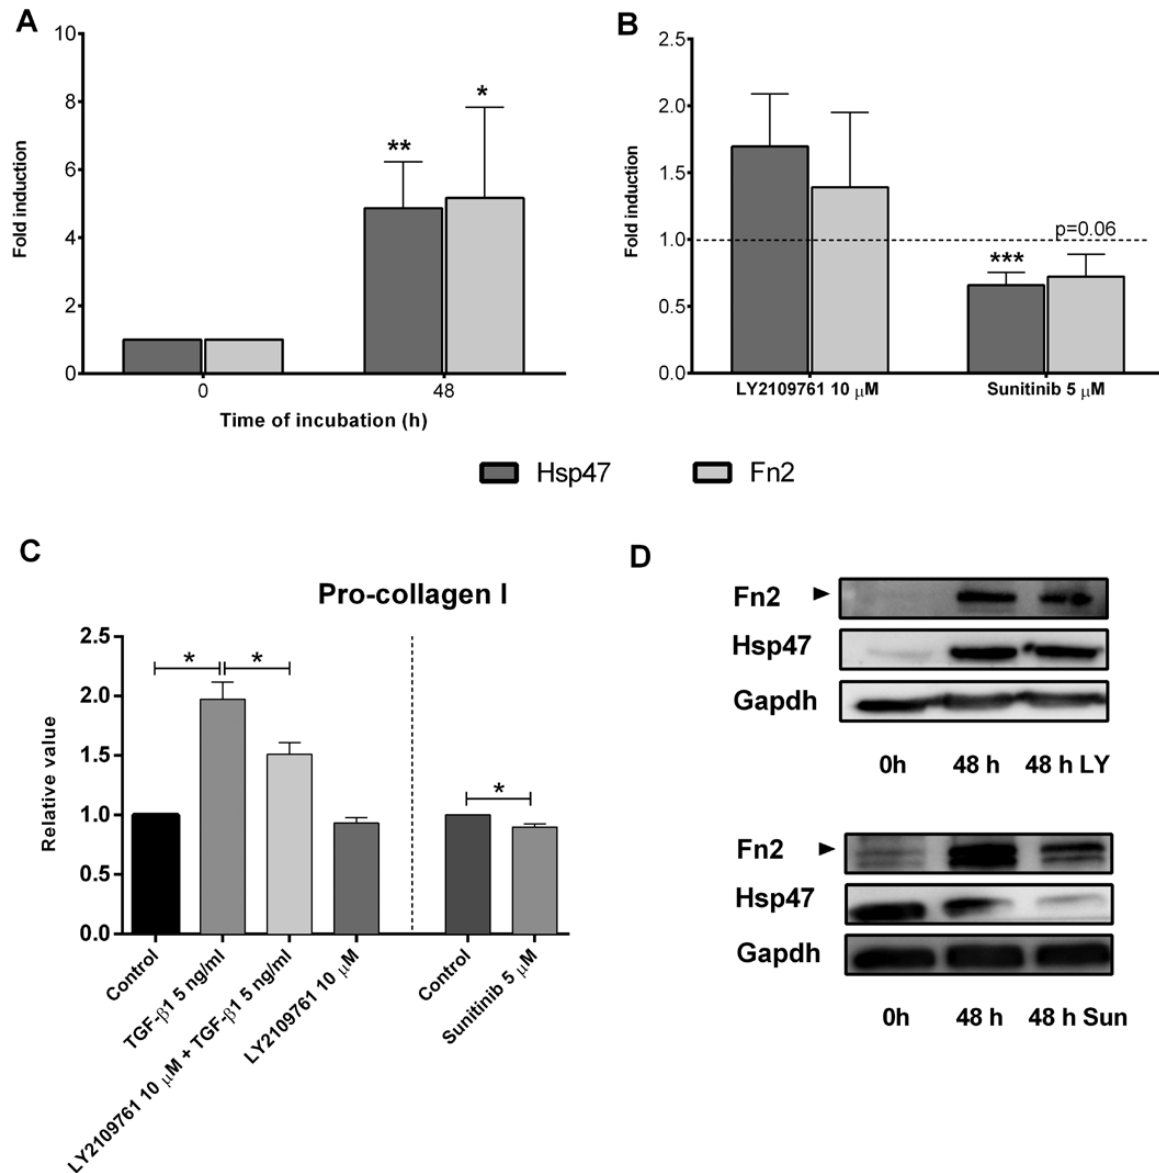 A
10
8
6
4
2
0
Fold induction
**
*
0
48
Time of incubation (h)
B
2.5
2.0
1.5
1.0
0.5
0.0
Fold induction
p=0.06
***
LY2109761 10 μM
Sunitinib 5 μM
Hsp47
Fn2
C
Pro-collagen I
2.5
2.0
1.5
1.0
0.5
0.0
Relative value
*
*
*
Control
TGF-β1 5 ng/ml
LY2109761 10 μM + TGF-β1 5 ng/ml
LY2109761 10 μM
Control
Sunitinib 5 μM
D
Fn2
Hsp47
Gapdh
0h 48 h 48 h LY
Fn2
Hsp47
Gapdh
0h 48 h 48 h Sun